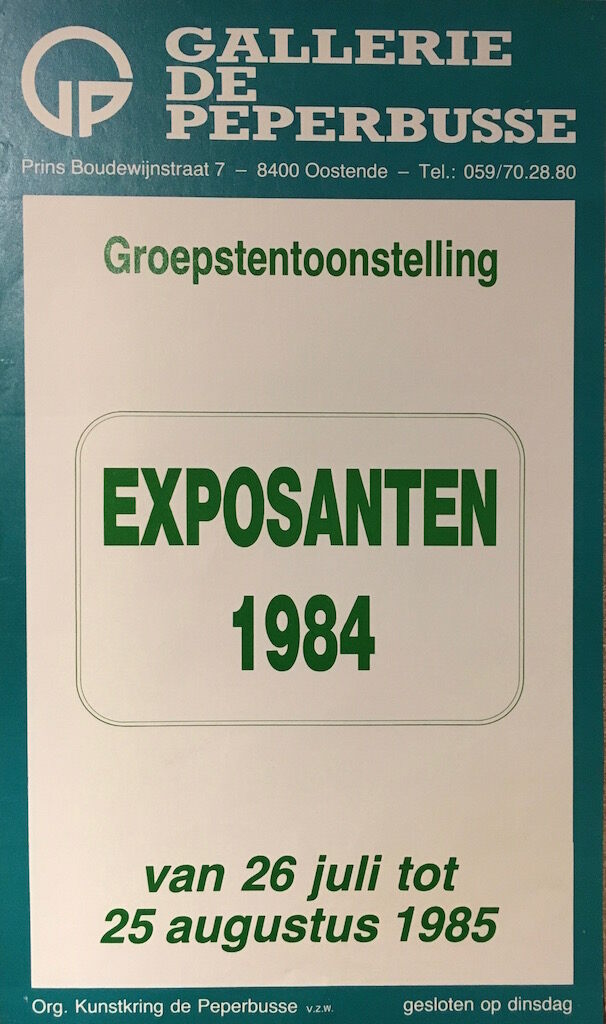 GALLERIE
DE
PEPERBUSSE
Prins Boudewijnstraat 7 – 8400 Oostende – Tel.: 059/70.28.80
Groepstentoonstelling
EXPOSANTEN
1984
van 26 juli tot
25 augustus 1985
Org. Kunstkring de Peperbusse v.z.w. gesloten op dinsdag